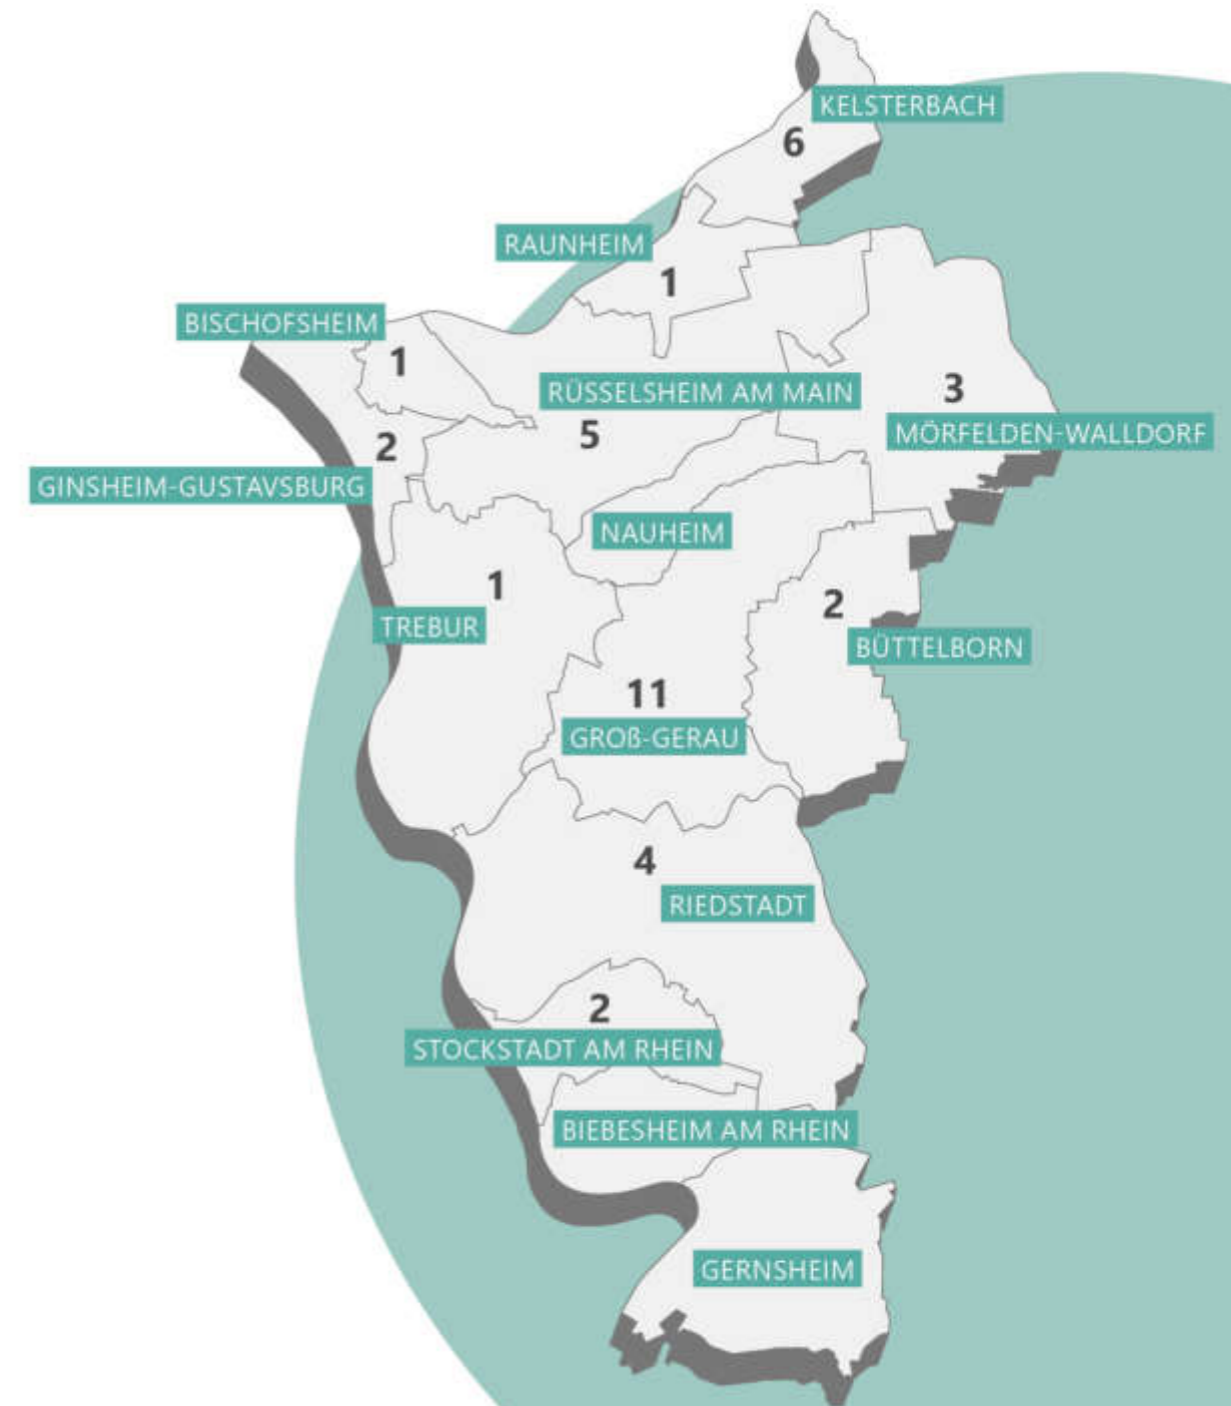 KELSTERBACH
6
RAUNHEIM
1
BISCHOFSHEIM
1
RÜSSELSHEIM AM MAIN
5
3
MÖRFELDEN-WALLDORF
2
GINSHEIM-GUSTAVSBURG
NAUHEIM
1
TREBUR
2
BÜTTELBORN
11
GROß-GERAU
4
RIEDSTADT
2
STOCKSTADT AM RHEIN
BIEBESHEIM AM RHEIN
GERNSHEIM